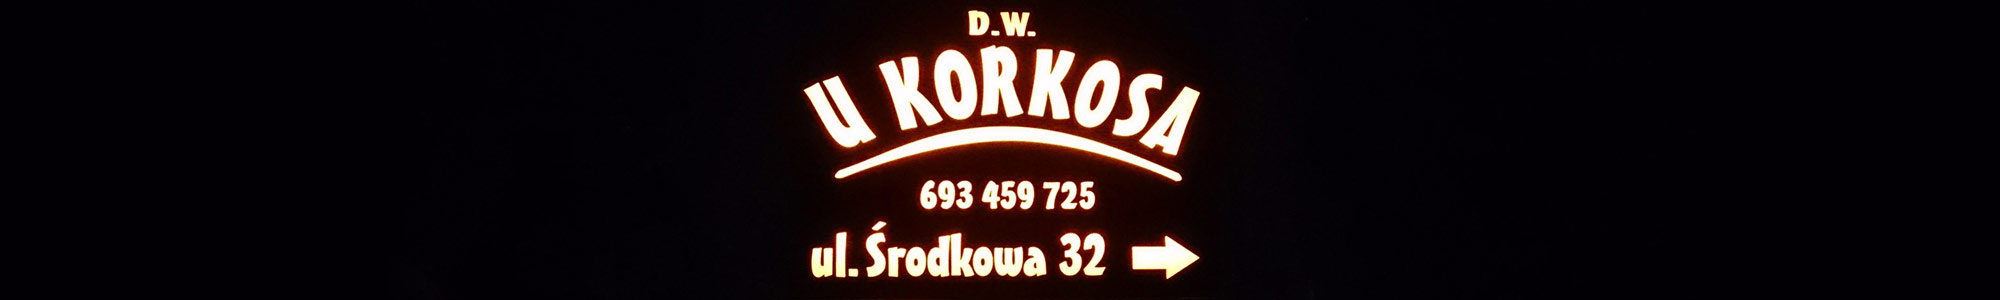 D.W.
U KORKOSA
693 459 725
ul. Środkowa 32